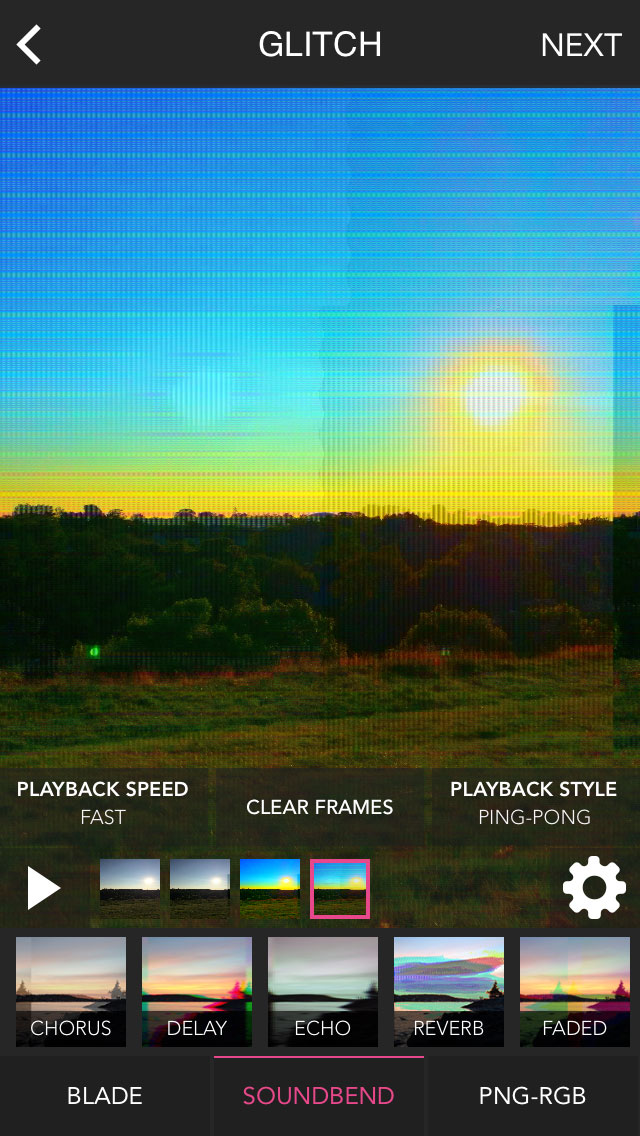 GLITCH
NEXT
PLAYBACK SPEED
FAST
CLEAR FRAMES
PLAYBACK STYLE
PING-PONG
CHORUS
DELAY
ECHO
REVERB
FADED
BLADE
SOUNDBEND
PNG-RGB